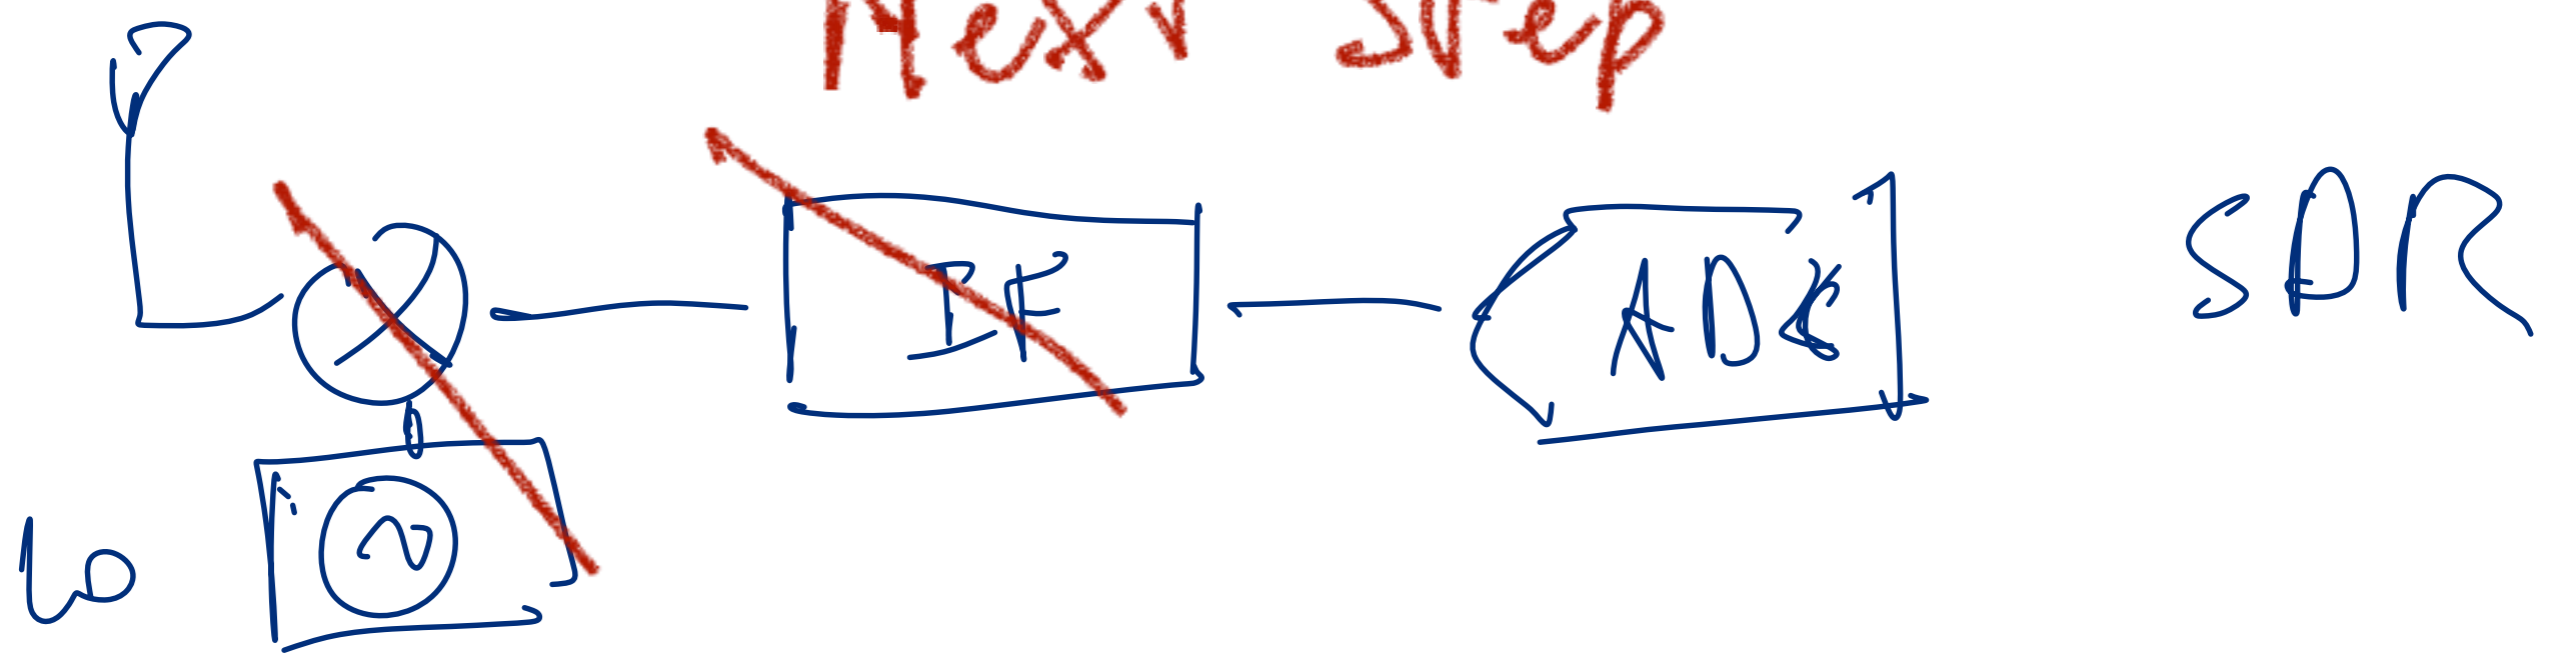 Next Step
IF
ADC
SDR
LO
~